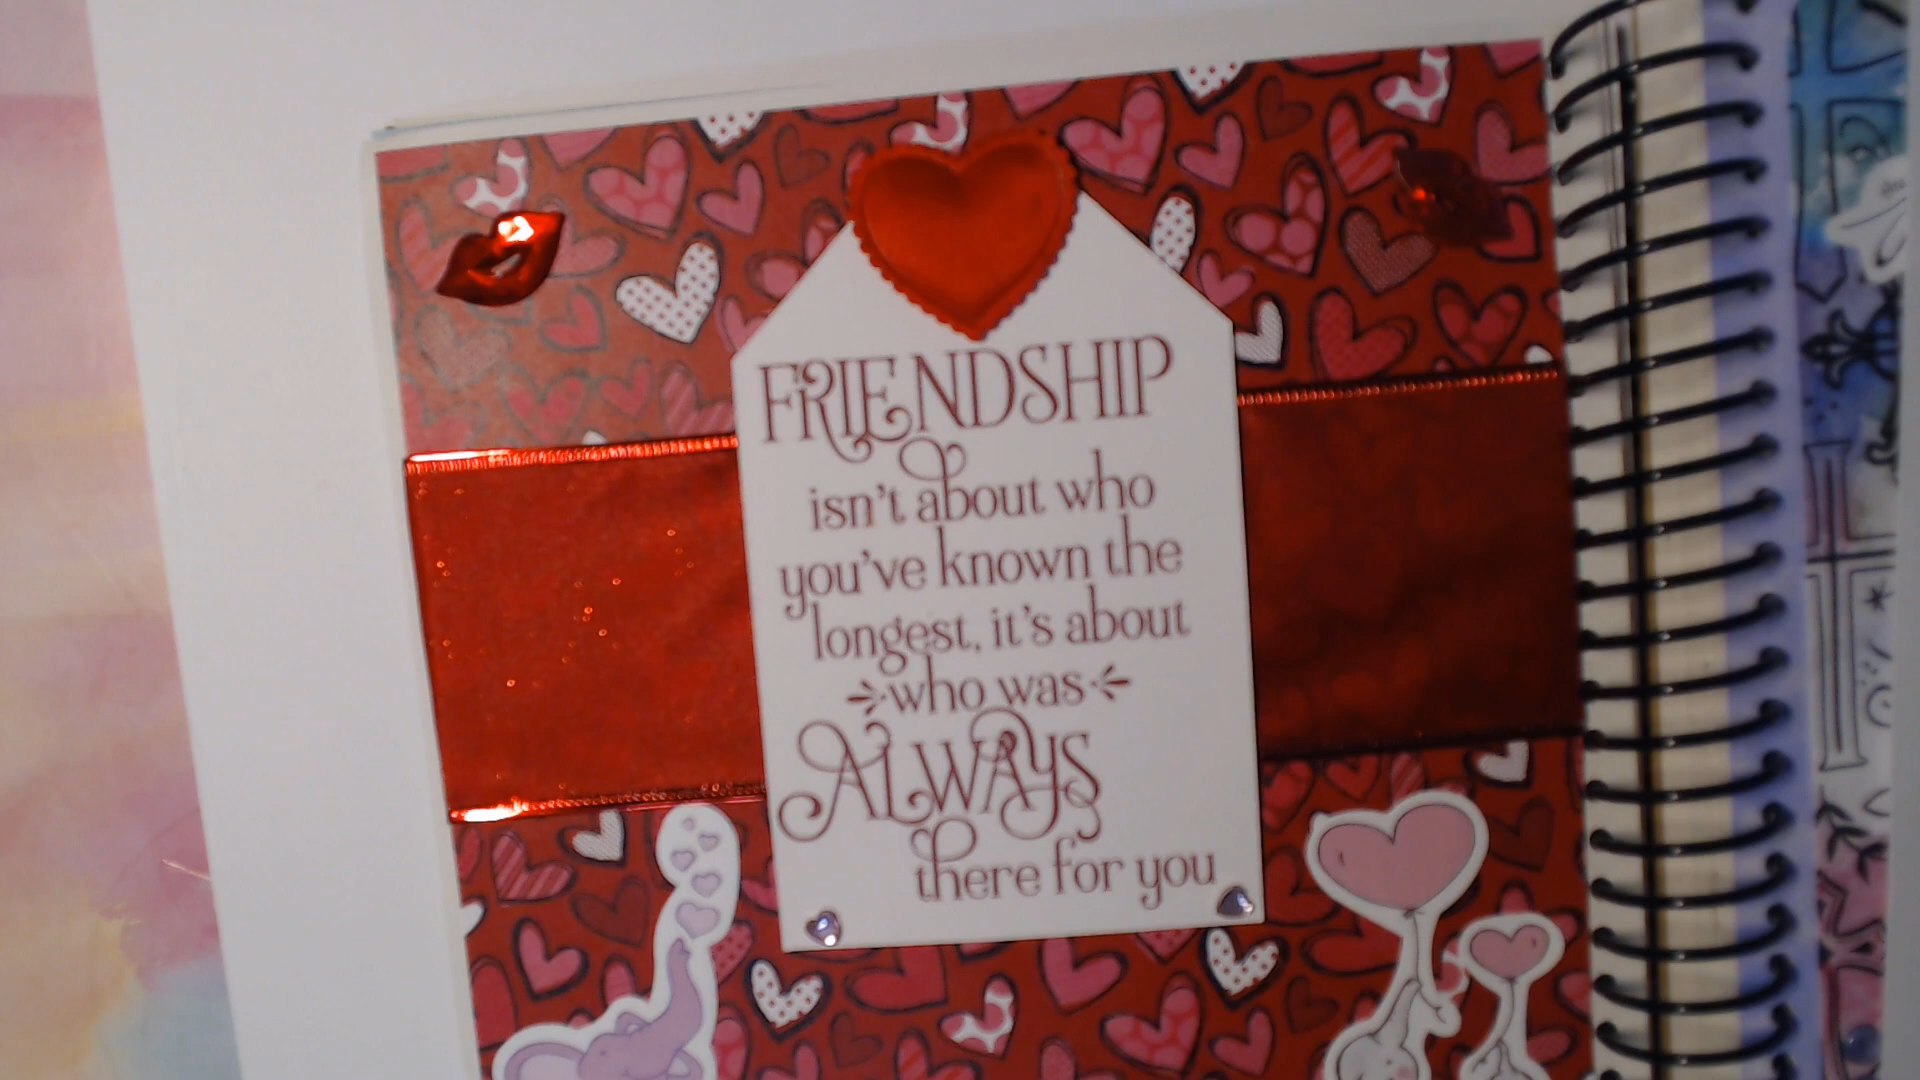 FRIENDSHIP
isn't about who
you've known the
longest, it's about
who was
ALWAYS
there for you